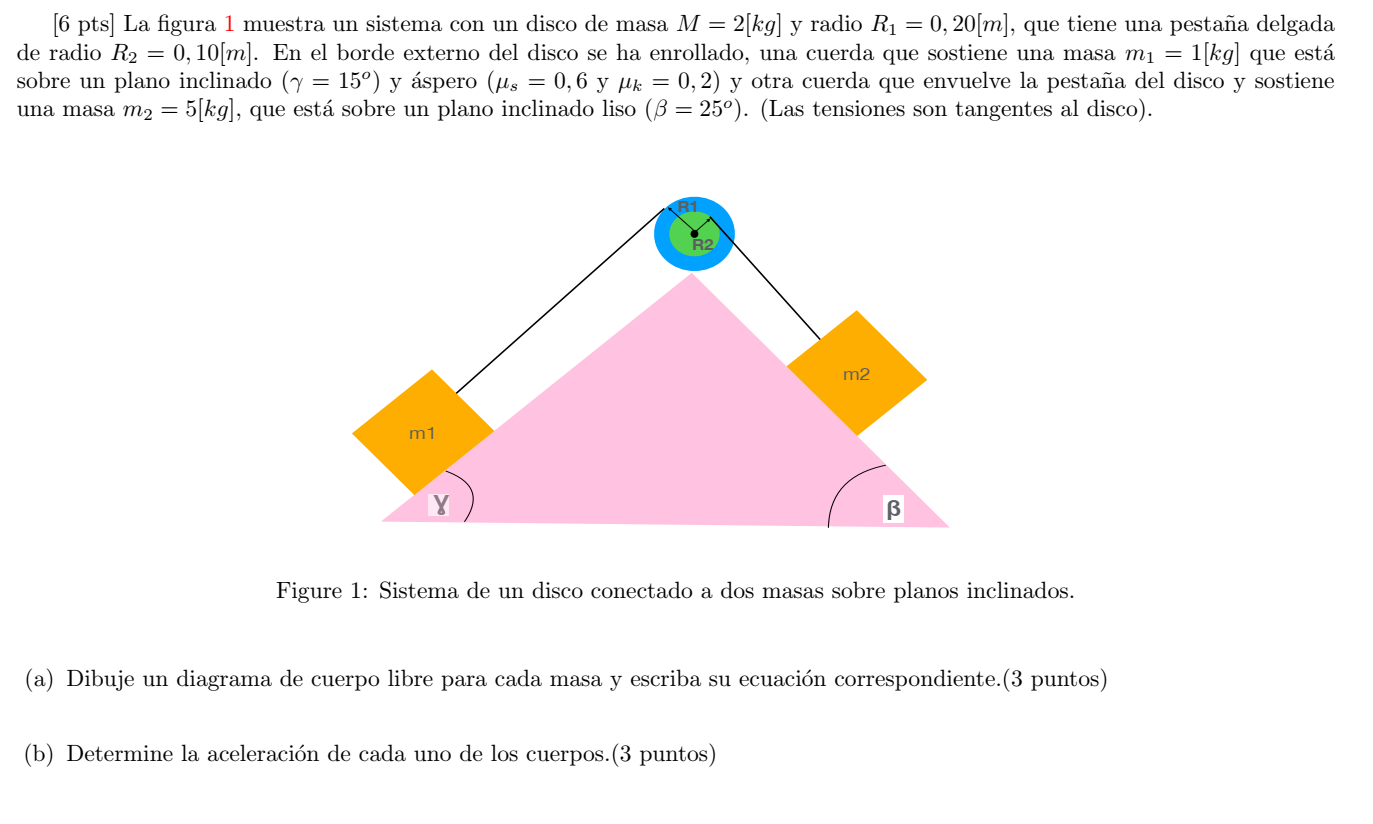 [6 pts] La figura 1 muestra un sistema con un disco de masa M = 2[kg] y radio R₁ = 0, 20[m], que tiene una pestaña delgada
de radio R₂ = 0, 10[m]. En el borde externo del disco se ha enrollado, una cuerda que sostiene una masa m₁ = 1[kg] que está
sobre un plano inclinado (γ = 15º) y áspero (μₛ = 0, 6 y μₖ = 0, 2) y otra cuerda que envuelve la pestaña del disco y sostiene
una masa m₂ = 5[kg], que está sobre un plano inclinado liso (β = 25º). (Las tensiones son tangentes al disco).
R1
R2
m2
m1
γ
β
Figure 1: Sistema de un disco conectado a dos masas sobre planos inclinados.
(a) Dibuje un diagrama de cuerpo libre para cada masa y escriba su ecuación correspondiente.(3 puntos)
(b) Determine la aceleración de cada uno de los cuerpos.(3 puntos)